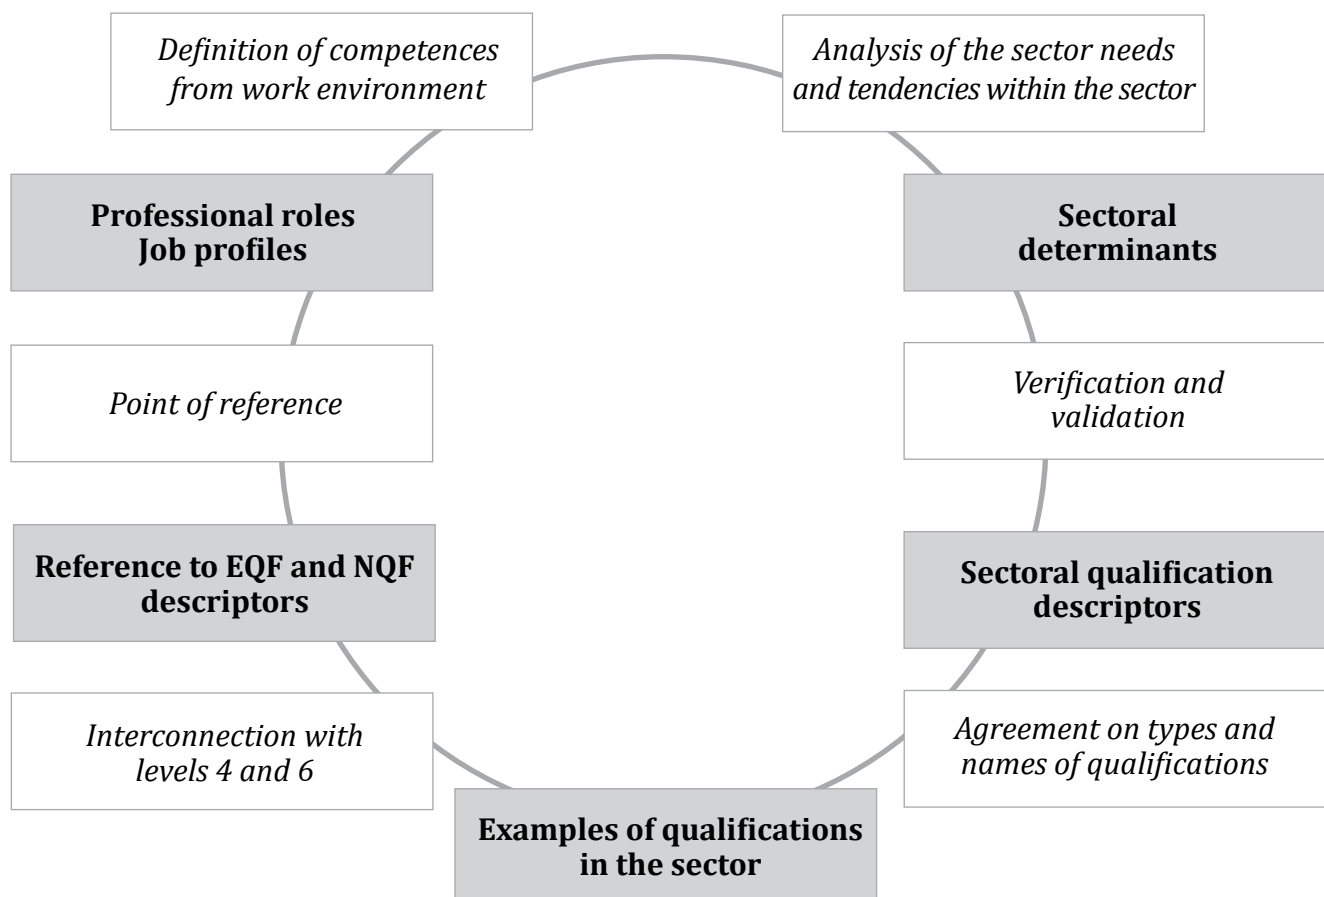 Definition of competences
from work environment
Analysis of the sector needs
and tendencies within the sector
Professional roles
Job profiles
Sectoral
determinants
Point of reference
Verification and
validation
Reference to EQF and NQF
descriptors
Sectoral qualification
descriptors
Interconnection with
levels 4 and 6
Agreement on types and
names of qualifications
Examples of qualifications
in the sector